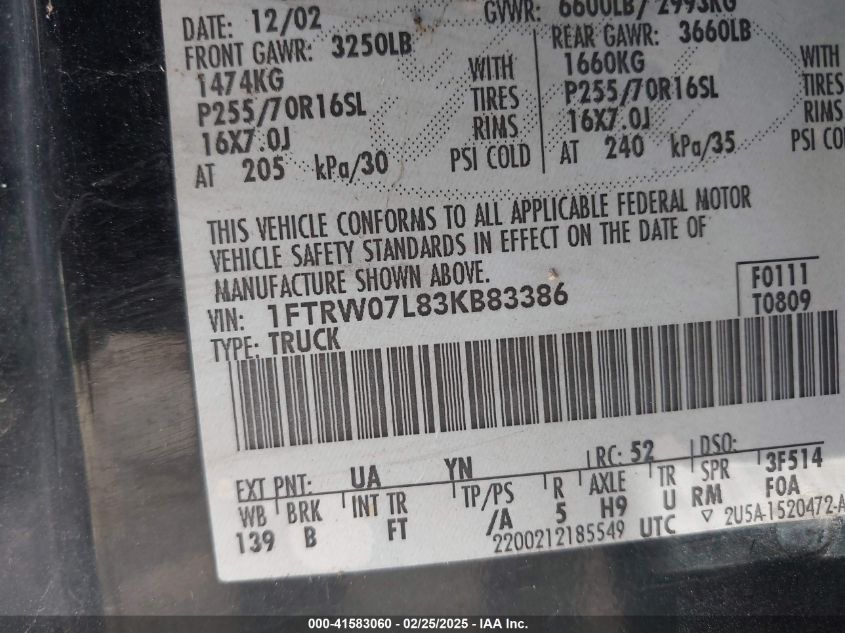 DATE: 12/02
GVWR: 6600LB/ 2993KG
FRONT GAWR: 3250LB
REAR GAWR: 3660LB
1474KG WITH
1660KG WITH
P255/70R16SL TIRES
P255/70R16SL TIRES
16X7.0J RIMS
16X7.0J RIMS
AT 205 kPa/30 PSI COLD
AT 240 kPa/35 PSI CO
THIS VEHICLE CONFORMS TO ALL APPLICABLE FEDERAL MOTOR
VEHICLE SAFETY STANDARDS IN EFFECT ON THE DATE OF
MANUFACTURE SHOWN ABOVE.
VIN: 1FTRW07L83KB83386
F0111
TYPE: TRUCK
T0809
EXT PNT: UA YN RC: 52 DSO:
WB BRK INT TR TP/PS R AXLE TR SPR 3F514
139 B FT /A 5 H9 U RM F0A
2200212185549 UTC ▽ 2U5A-1520472-A
000-41583060 - 02/25/2025 - IAA Inc.